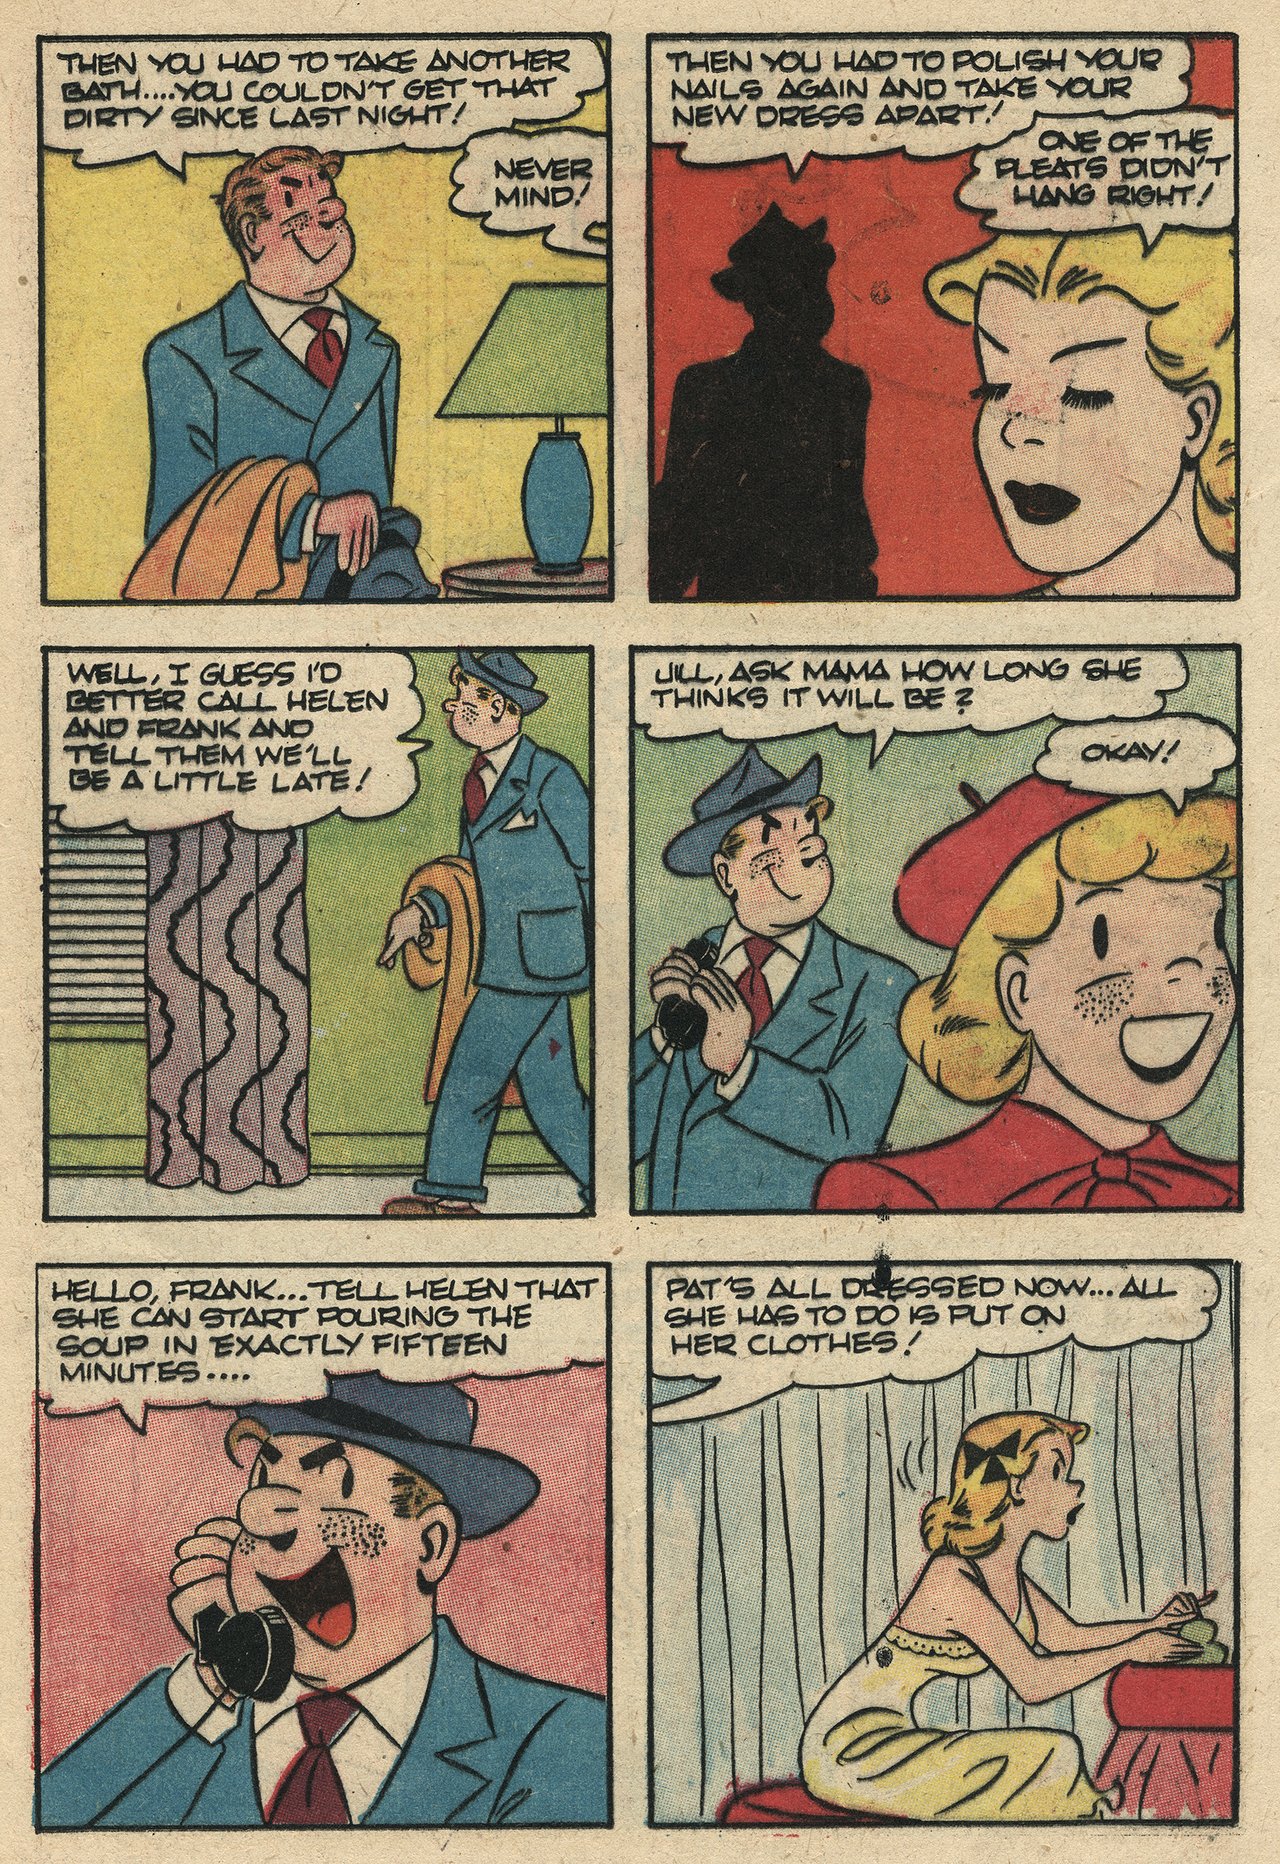 THEN YOU HAD TO TAKE ANOTHER
BATH....YOU COULDN'T GET THAT
DIRTY SINCE LAST NIGHT!
NEVER
MIND!
THEN YOU HAD TO POLISH YOUR
NAILS AGAIN AND TAKE YOUR
NEW DRESS APART!
ONE OF THE
PLEATS DIDN'T
HANG RIGHT!
WELL, I GUESS I'D
BETTER CALL HELEN
AND FRANK AND
TELL THEM WE'LL
BE A LITTLE LATE!
JILL, ASK MAMA HOW LONG SHE
THINKS IT WILL BE?
OKAY!
HELLO, FRANK...TELL HELEN THAT
SHE CAN START POURING THE
SOUP IN EXACTLY FIFTEEN
MINUTES....
PAT'S ALL DRESSED NOW...ALL
SHE HAS TO DO IS PUT ON
HER CLOTHES!